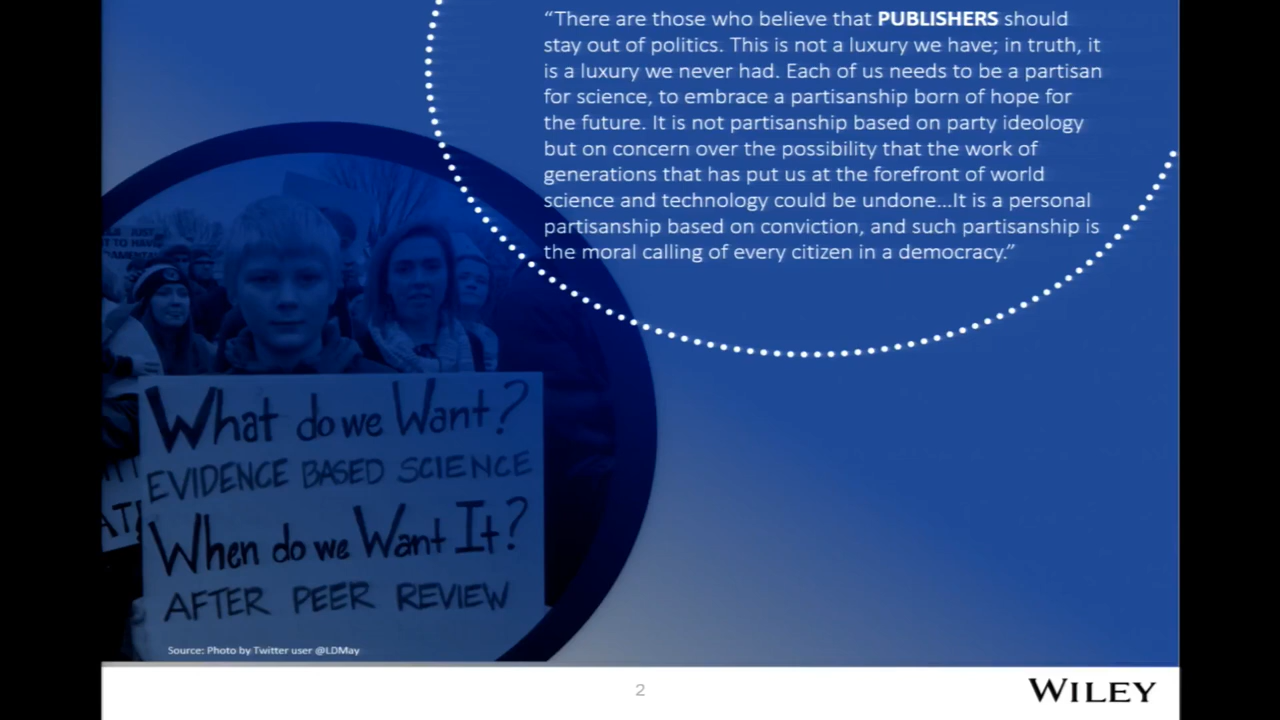 “There are those who believe that PUBLISHERS should
stay out of politics. This is not a luxury we have; in truth, it
is a luxury we never had. Each of us needs to be a partisan
for science, to embrace a partisanship born of hope for
the future. It is not partisanship based on party ideology
but on concern over the possibility that the work of
generations that has put us at the forefront of world
science and technology could be undone...It is a personal
partisanship based on conviction, and such partisanship is
the moral calling of every citizen in a democracy.”
What do we Want?
EVIDENCE BASED SCIENCE
When do we Want It?
AFTER PEER REVIEW
Source: Photo by Twitter user @LDMay
2
WILEY